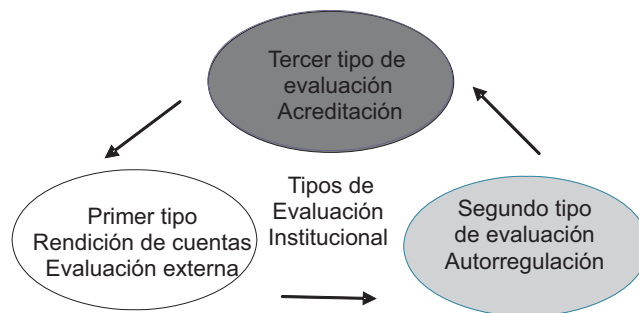 Tercer tipo de
evaluación
Acreditación
Tipos de
Evaluación
Institucional
Primer tipo
Rendición de cuentas
Evaluación externa
Segundo tipo
de evaluación
Autorregulación